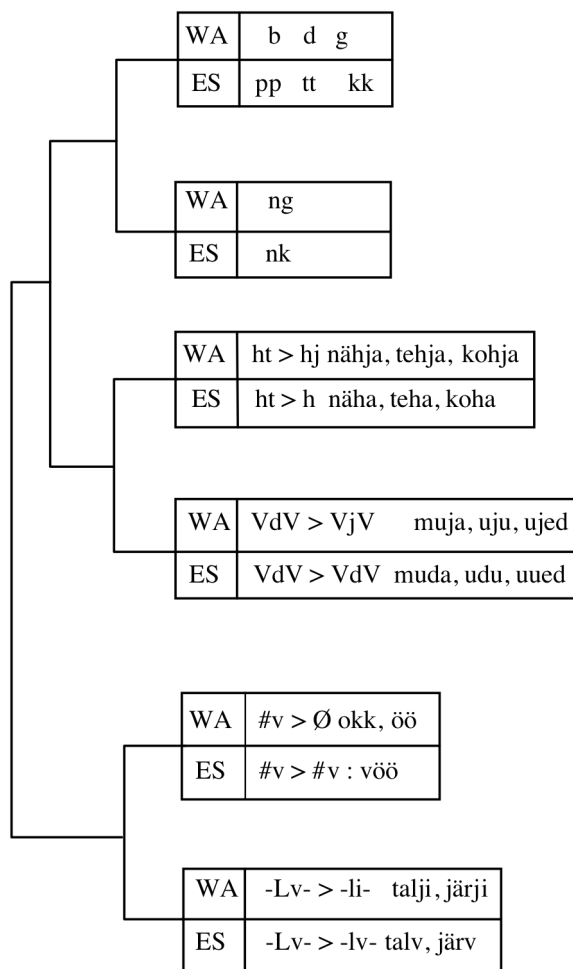 WA b d g
ES pp tt kk
WA ng
ES nk
WA ht > hj nähja, tehja, kohja
ES ht > h näha, teha, koha
WA VdV > VjV muja, uju, ujed
ES VdV > VdV muda, udu, uued
WA #v > Ø okk, öö
ES #v > #v : vöö
WA -Lv- > -li- talji, järji
ES -Lv- > -lv- talv, järv